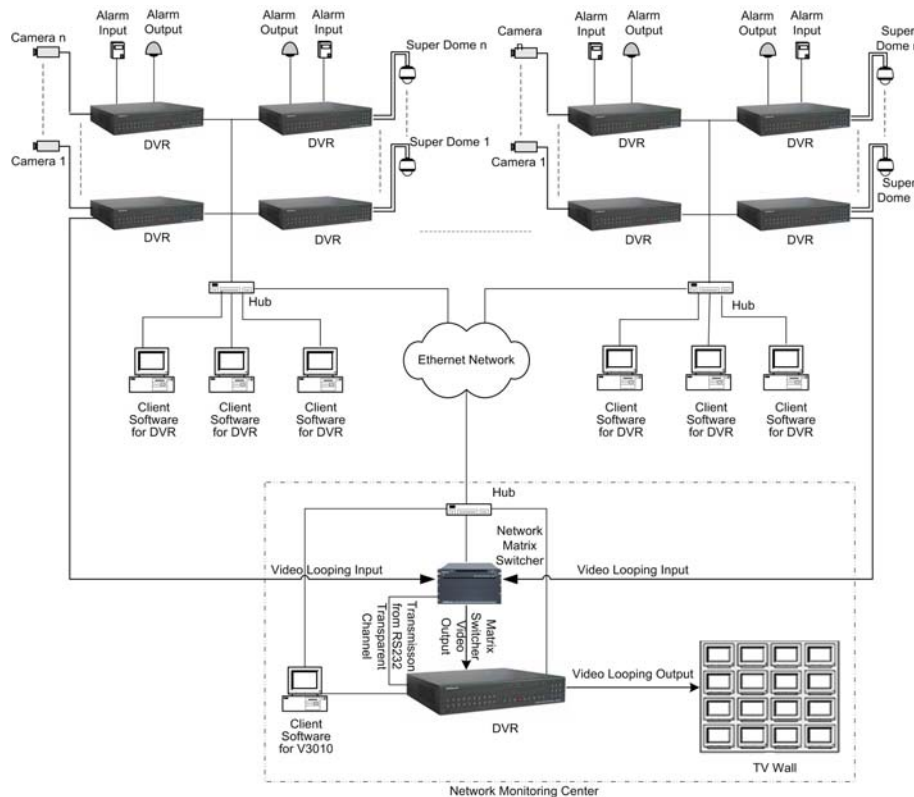 Camera n
Alarm
Input
Alarm
Output
Alarm
Output
Alarm
Input
Super Dome n
Camera
Alarm
Input
Alarm
Output
Alarm
Output
Alarm
Input
Super
Dome n
DVR
DVR
DVR
DVR
Camera 1
Super Dome 1
Camera 1
Super
Dome
DVR
DVR
DVR
DVR
Hub
Hub
Ethernet Network
Client
Software
for DVR
Client
Software
for DVR
Client
Software
for DVR
Client
Software
for DVR
Client
Software
for DVR
Client
Software
for DVR
Hub
Network
Matrix
Switcher
Video Looping Input
Video Looping Input
Transmisson
from RS232
Transparent
Channel
Matrix
Switcher
Video
Output
Video Looping Output
Client
Software
for V3010
DVR
TV Wall
Network Monitoring Center